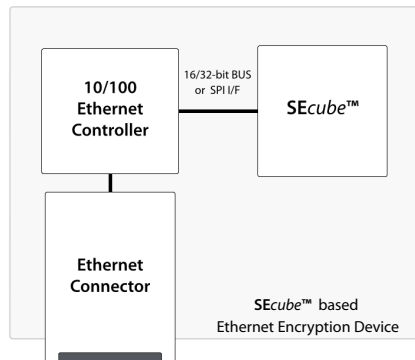 10/100
Ethernet
Controller
16/32-bit BUS
or SPI I/F
SEcube™
Ethernet
Connector
SEcube™ based
Ethernet Encryption Device